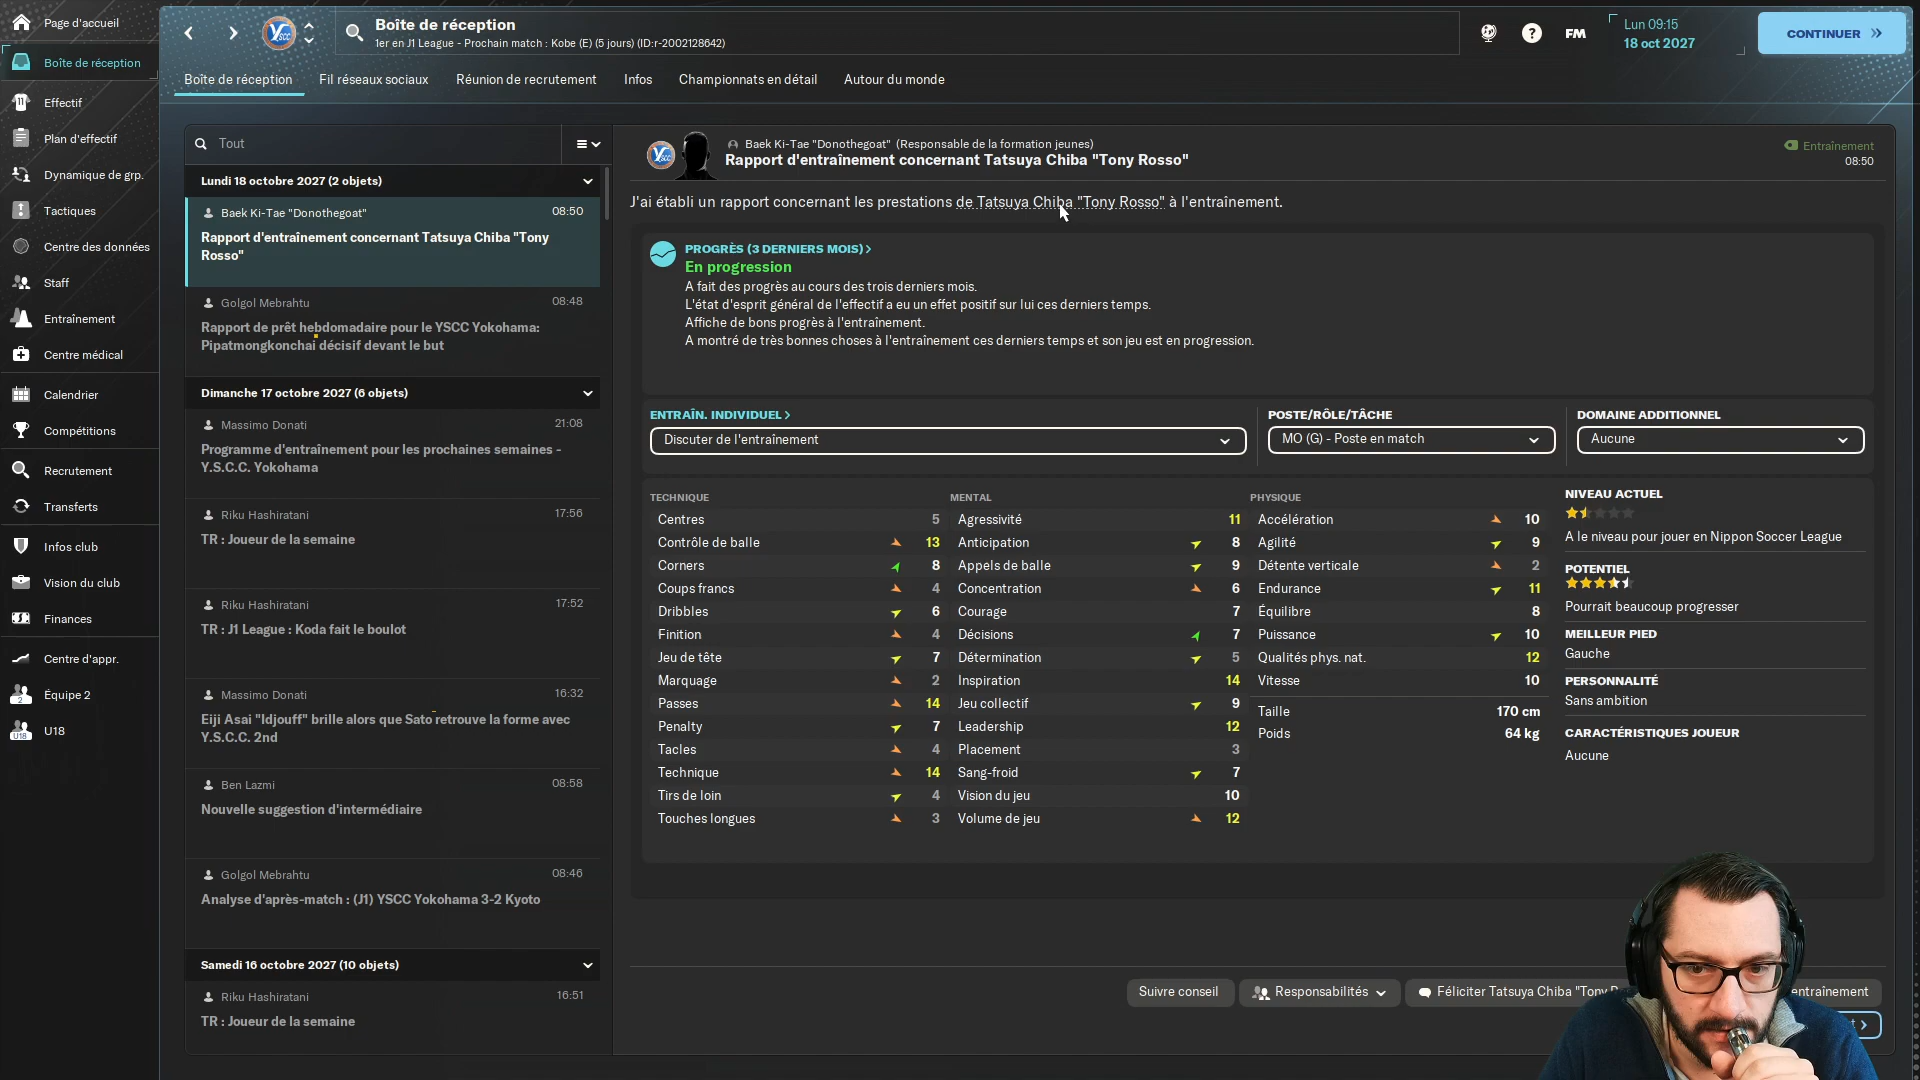 Page d'accueil
Boîte de réception
Effectif
Plan d'effectif
Dynamique de grp.
Tactiques
Centre des données
Staff
Entraînement
Centre médical
Calendrier
Compétitions
Recrutement
Transferts
Infos club
Vision du club
Finances
Centre d'appr.
Équipe 2
U18
Boîte de réception
1er en J1 League - Prochain match : Kobe (E) (5 jours) (ID:r-2002128642)
FM
Lun 09:15
18 oct 2027
CONTINUER
Boîte de réception
Fil réseaux sociaux
Réunion de recrutement
Infos
Championnats en détail
Autour du monde
Tout
Lundi 18 octobre 2027 (2 objets)
Baek Ki-Tae "Donothegoat" 08:50
Rapport d'entraînement concernant Tatsuya Chiba "Tony
Rosso"
Golgol Mebrahtu 08:48
Rapport de prêt hebdomadaire pour le YSCC Yokohama:
Pipatmongkonchai décisif devant le but
Dimanche 17 octobre 2027 (6 objets)
Massimo Donati 21:08
Programme d'entraînement pour les prochaines semaines -
Y.S.C.C. Yokohama
Riku Hashiratani 17:56
TR : Joueur de la semaine
Riku Hashiratani 17:52
TR : J1 League : Koda fait le boulot
Massimo Donati 16:32
Eiji Asai "Idjouff" brille alors que Sato retrouve la forme avec
Y.S.C.C. 2nd
Ben Lazmi 08:58
Nouvelle suggestion d'intermédiaire
Golgol Mebrahtu 08:46
Analyse d'après-match : (J1) YSCC Yokohama 3-2 Kyoto
Samedi 16 octobre 2027 (10 objets)
Riku Hashiratani 16:51
TR : Joueur de la semaine
Baek Ki-Tae "Donothegoat" (Responsable de la formation jeunes)
Rapport d'entraînement concernant Tatsuya Chiba "Tony Rosso"
Entraînement
08:50
J'ai établi un rapport concernant les prestations de Tatsuya Chiba "Tony Rosso" à l'entraînement.
PROGRÈS (3 DERNIERS MOIS)
En progression
A fait des progrès au cours des trois derniers mois.
L'état d'esprit général de l'effectif a eu un effet positif sur lui ces derniers temps.
Affiche de bons progrès à l'entraînement.
A montré de très bonnes choses à l'entraînement ces derniers temps et son jeu est en progression.
ENTRAÎN. INDIVIDUEL
Discuter de l'entraînement
POSTE/RÔLE/TÂCHE
MO (G) - Poste en match
DOMAINE ADDITIONNEL
Aucune
TECHNIQUE
Centres 5
Contrôle de balle 13
Corners 8
Coups francs 4
Dribbles 6
Finition 4
Jeu de tête 7
Marquage 2
Passes 14
Penalty 7
Tacles 4
Technique 14
Tirs de loin 4
Touches longues 3
MENTAL
Agressivité 11
Anticipation 8
Appels de balle 9
Concentration 6
Courage 7
Décisions 7
Détermination 5
Inspiration 14
Jeu collectif 9
Leadership 12
Placement 3
Sang-froid 7
Vision du jeu 10
Volume de jeu 12
PHYSIQUE
Accélération 10
Agilité 9
Détente verticale 2
Endurance 11
Équilibre 8
Puissance 10
Qualités phys. nat. 12
Vitesse 10
Taille 170 cm
Poids 64 kg
NIVEAU ACTUEL
A le niveau pour jouer en Nippon Soccer League
POTENTIEL
Pourrait beaucoup progresser
MEILLEUR PIED
Gauche
PERSONNALITÉ
Sans ambition
CARACTÉRISTIQUES JOUEUR
Aucune
Suivre conseil
Responsabilités
Féliciter Tatsuya Chiba "Tony
entraînement